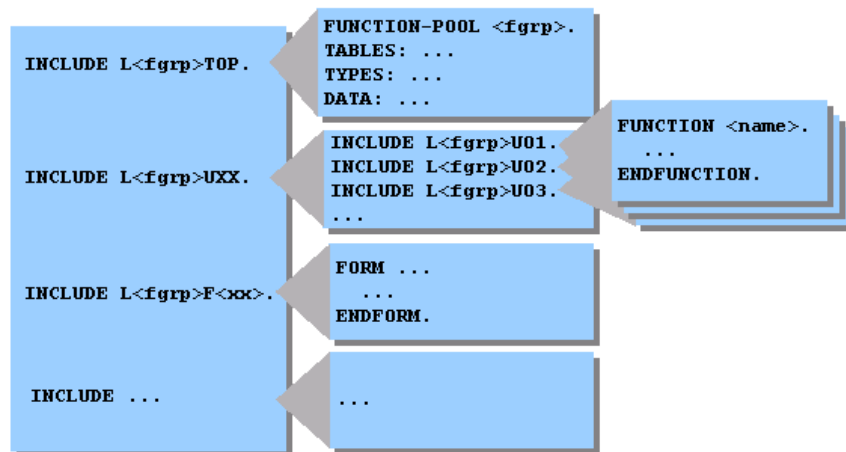 INCLUDE L<fgrp>TOP.
FUNCTION-POOL <fgrp>.
TABLES: ...
TYPES: ...
DATA: ...
INCLUDE L<fgrp>UXX.
INCLUDE L<fgrp>U01.
INCLUDE L<fgrp>U02.
INCLUDE L<fgrp>U03.
...
FUNCTION <name>.
...
ENDFUNCTION.
INCLUDE L<fgrp>F<xx>.
FORM ...
...
ENDFORM.
INCLUDE ...
...